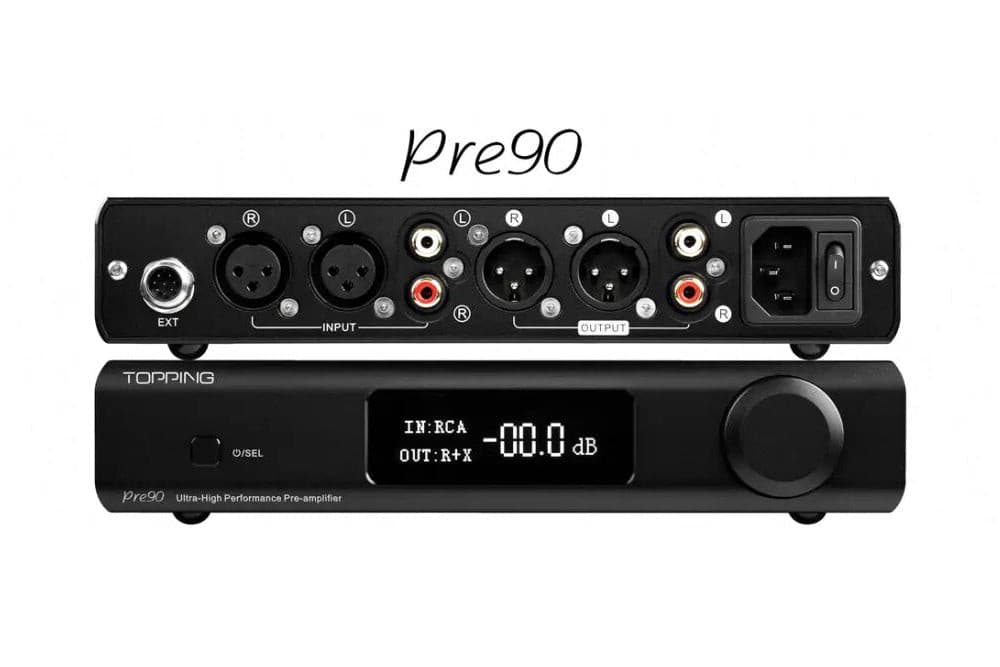 Pre90
R L L R L L
EXT
INPUT R OUTPUT R
I
O
TOPPING
IN:RCA
OUT:R+X
-00.0 dB
⏻/SEL
Pre90 Ultra-High Performance Pre-amplifier